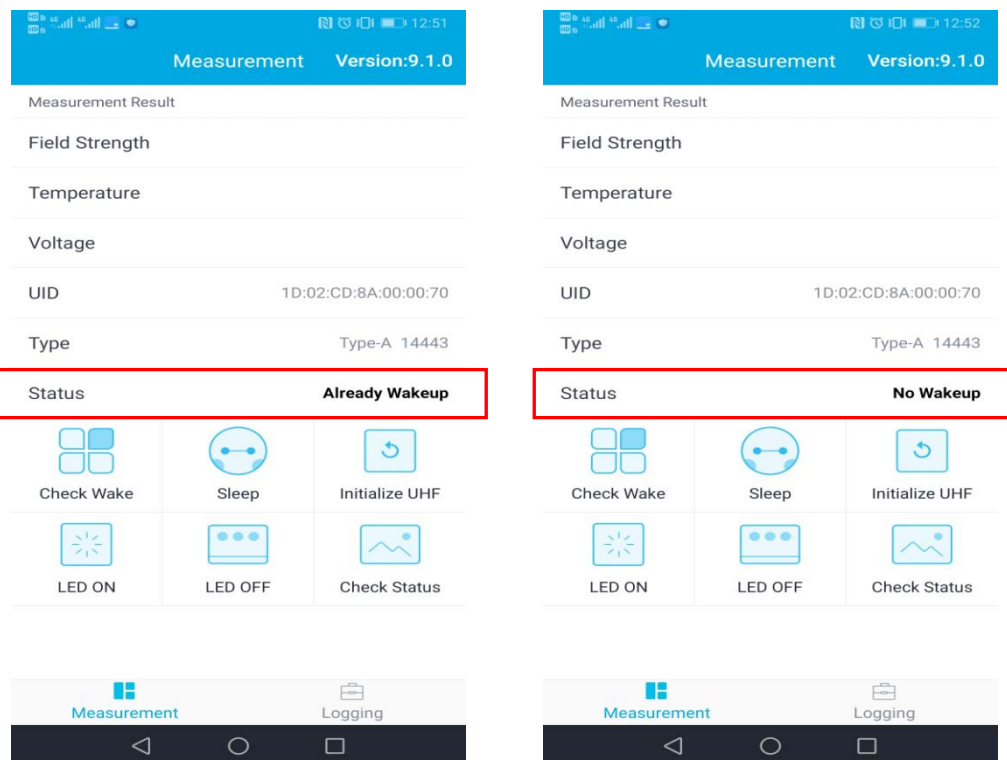 12:51
Measurement Version:9.1.0
Measurement Result
Field Strength
Temperature
Voltage
UID 1D:02:CD:8A:00:00:70
Type Type-A 14443
Status Already Wakeup
Check Wake Sleep Initialize UHF
LED ON LED OFF Check Status
Measurement Logging
12:52
Measurement Version:9.1.0
Measurement Result
Field Strength
Temperature
Voltage
UID 1D:02:CD:8A:00:00:70
Type Type-A 14443
Status No Wakeup
Check Wake Sleep Initialize UHF
LED ON LED OFF Check Status
Measurement Logging